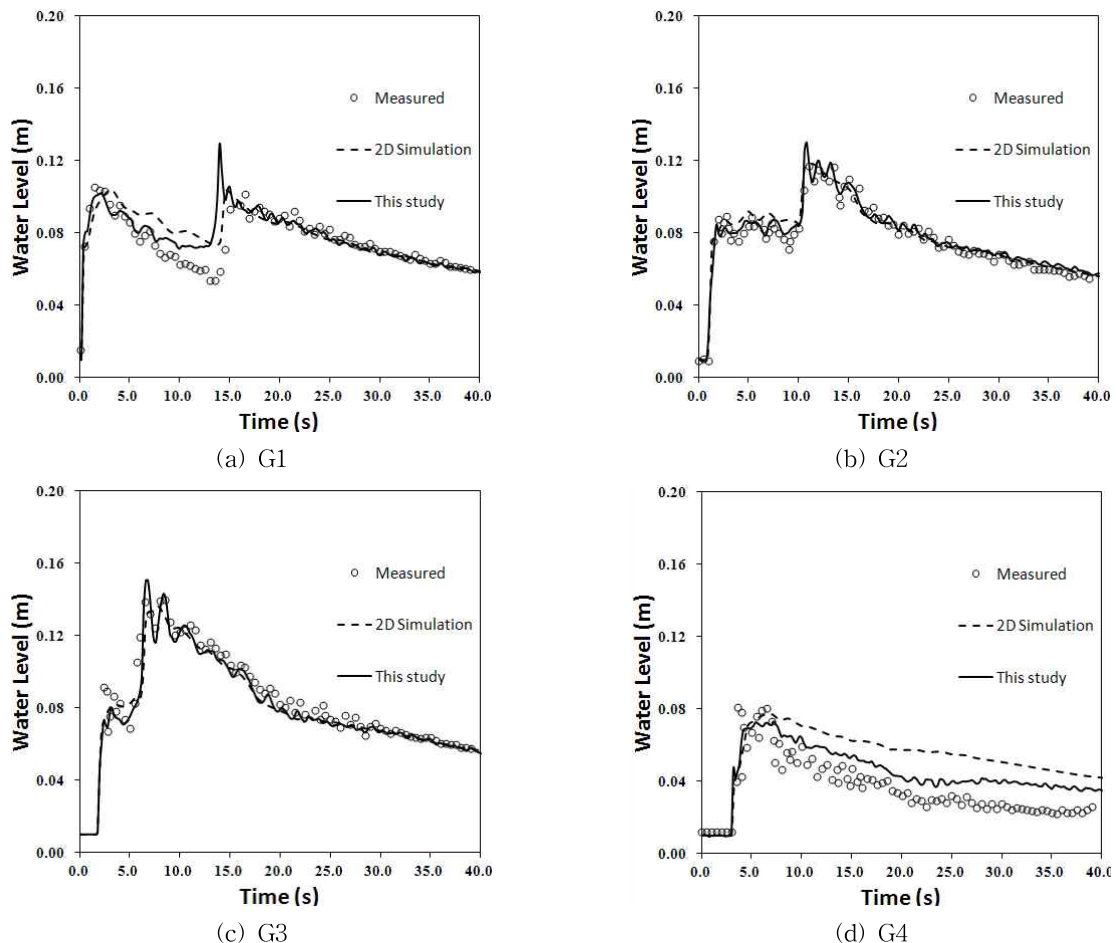 0.20
0.16
0.12
0.08
0.04
0.00
Water Level (m)
Measured
2D Simulation
This study
0.0 5.0 10.0 15.0 20.0 25.0 30.0 35.0 40.0
Time (s)
(a) G1
0.20
0.16
0.12
0.08
0.04
0.00
Water Level (m)
Measured
2D Simulation
This study
0.0 5.0 10.0 15.0 20.0 25.0 30.0 35.0 40.0
Time (s)
(b) G2
0.20
0.16
0.12
0.08
0.04
0.00
Water Level (m)
Measured
2D Simulation
This study
0.0 5.0 10.0 15.0 20.0 25.0 30.0 35.0 40.0
Time (s)
(c) G3
0.20
0.16
0.12
0.08
0.04
0.00
Water Level (m)
Measured
2D Simulation
This study
0.0 5.0 10.0 15.0 20.0 25.0 30.0 35.0 40.0
Time (s)
(d) G4